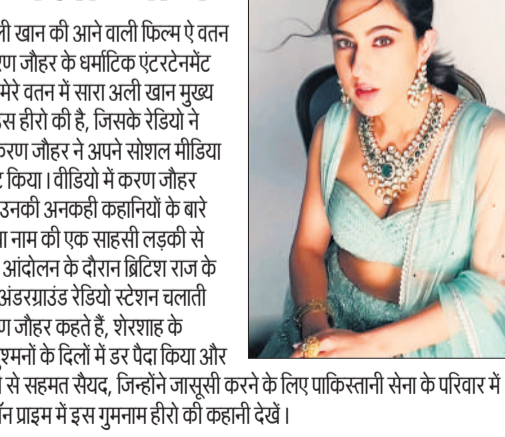 ली खान की आने वाली फिल्म ऐ वतन
रण जौहर के धर्माटिक एंटरटेनमेंट
मेरे वतन में सारा अली खान मुख्य
स हीरो की है, जिसके रेडियो ने
करण जौहर ने अपने सोशल मीडिया
ट किया । वीडियो में करण जौहर
उनकी अनकही कहानियों के बारे
ा नाम की एक साहसी लड़की से
आंदोलन के दौरान ब्रिटिश राज के
अंडरग्राउंड रेडियो स्टेशन चलाती
ण जौहर कहते हैं, शेरशाह के
श्मनों के दिलों में डर पैदा किया और
से सहमत सैयद, जिन्होंने जासूसी करने के लिए पाकिस्तानी सेना के परिवार में
ॉन प्राइम में इस गुमनाम हीरो की कहानी देखें ।